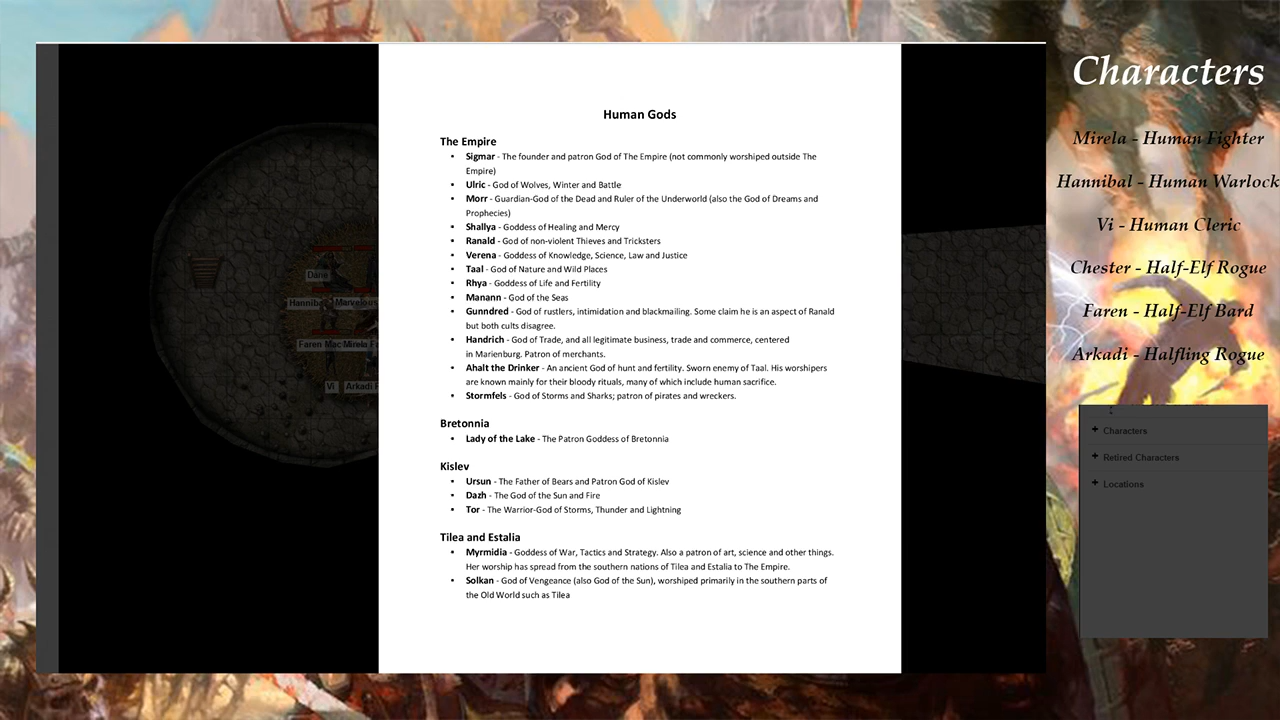 Human Gods
The Empire
▪ Sigmar - The founder and patron God of The Empire (not commonly worshiped outside The
Empire)
▪ Ulric - God of Wolves, Winter and Battle
▪ Morr - Guardian-God of the Dead and Ruler of the Underworld (also the God of Dreams and
Prophecies)
▪ Shallya - Goddess of Healing and Mercy
▪ Ranald - God of non-violent Thieves and Tricksters
▪ Verena - Goddess of Knowledge, Science, Law and Justice
▪ Taal - God of Nature and Wild Places
▪ Rhya - Goddess of Life and Fertility
▪ Manann - God of the Seas
▪ Gunndred - God of rustlers, intimidation and blackmailing. Some claim he is an aspect of Ranald
but both cults disagree.
▪ Handrich - God of Trade, and all legitimate business, trade and commerce, centered
in Marienburg. Patron of merchants.
▪ Ahalt the Drinker - An ancient God of hunt and fertility. Sworn enemy of Taal. His worshipers
are known mainly for their bloody rituals, many of which include human sacrifice.
▪ Stormfels - God of Storms and Sharks; patron of pirates and wreckers.
Bretonnia
▪ Lady of the Lake - The Patron Goddess of Bretonnia
Kislev
▪ Ursun - The Father of Bears and Patron God of Kislev
▪ Dazh - The God of the Sun and Fire
▪ Tor - The Warrior-God of Storms, Thunder and Lightning
Tilea and Estalia
▪ Myrmidia - Goddess of War, Tactics and Strategy. Also a patron of art, science and other things.
Her worship has spread from the southern nations of Tilea and Estalia to The Empire.
▪ Solkan - God of Vengeance (also God of the Sun), worshiped primarily in the southern parts of
the Old World such as Tilea
Marvelous
Faren Mac Mirela
Vi Arkadi
Characters
Mirela - Human Fighter
Hannibal - Human Warlock
Vi - Human Cleric
Chester - Half-Elf Rogue
Faren - Half-Elf Bard
Arkadi - Halfling Rogue
+ Characters
+ Retired Characters
+ Locations